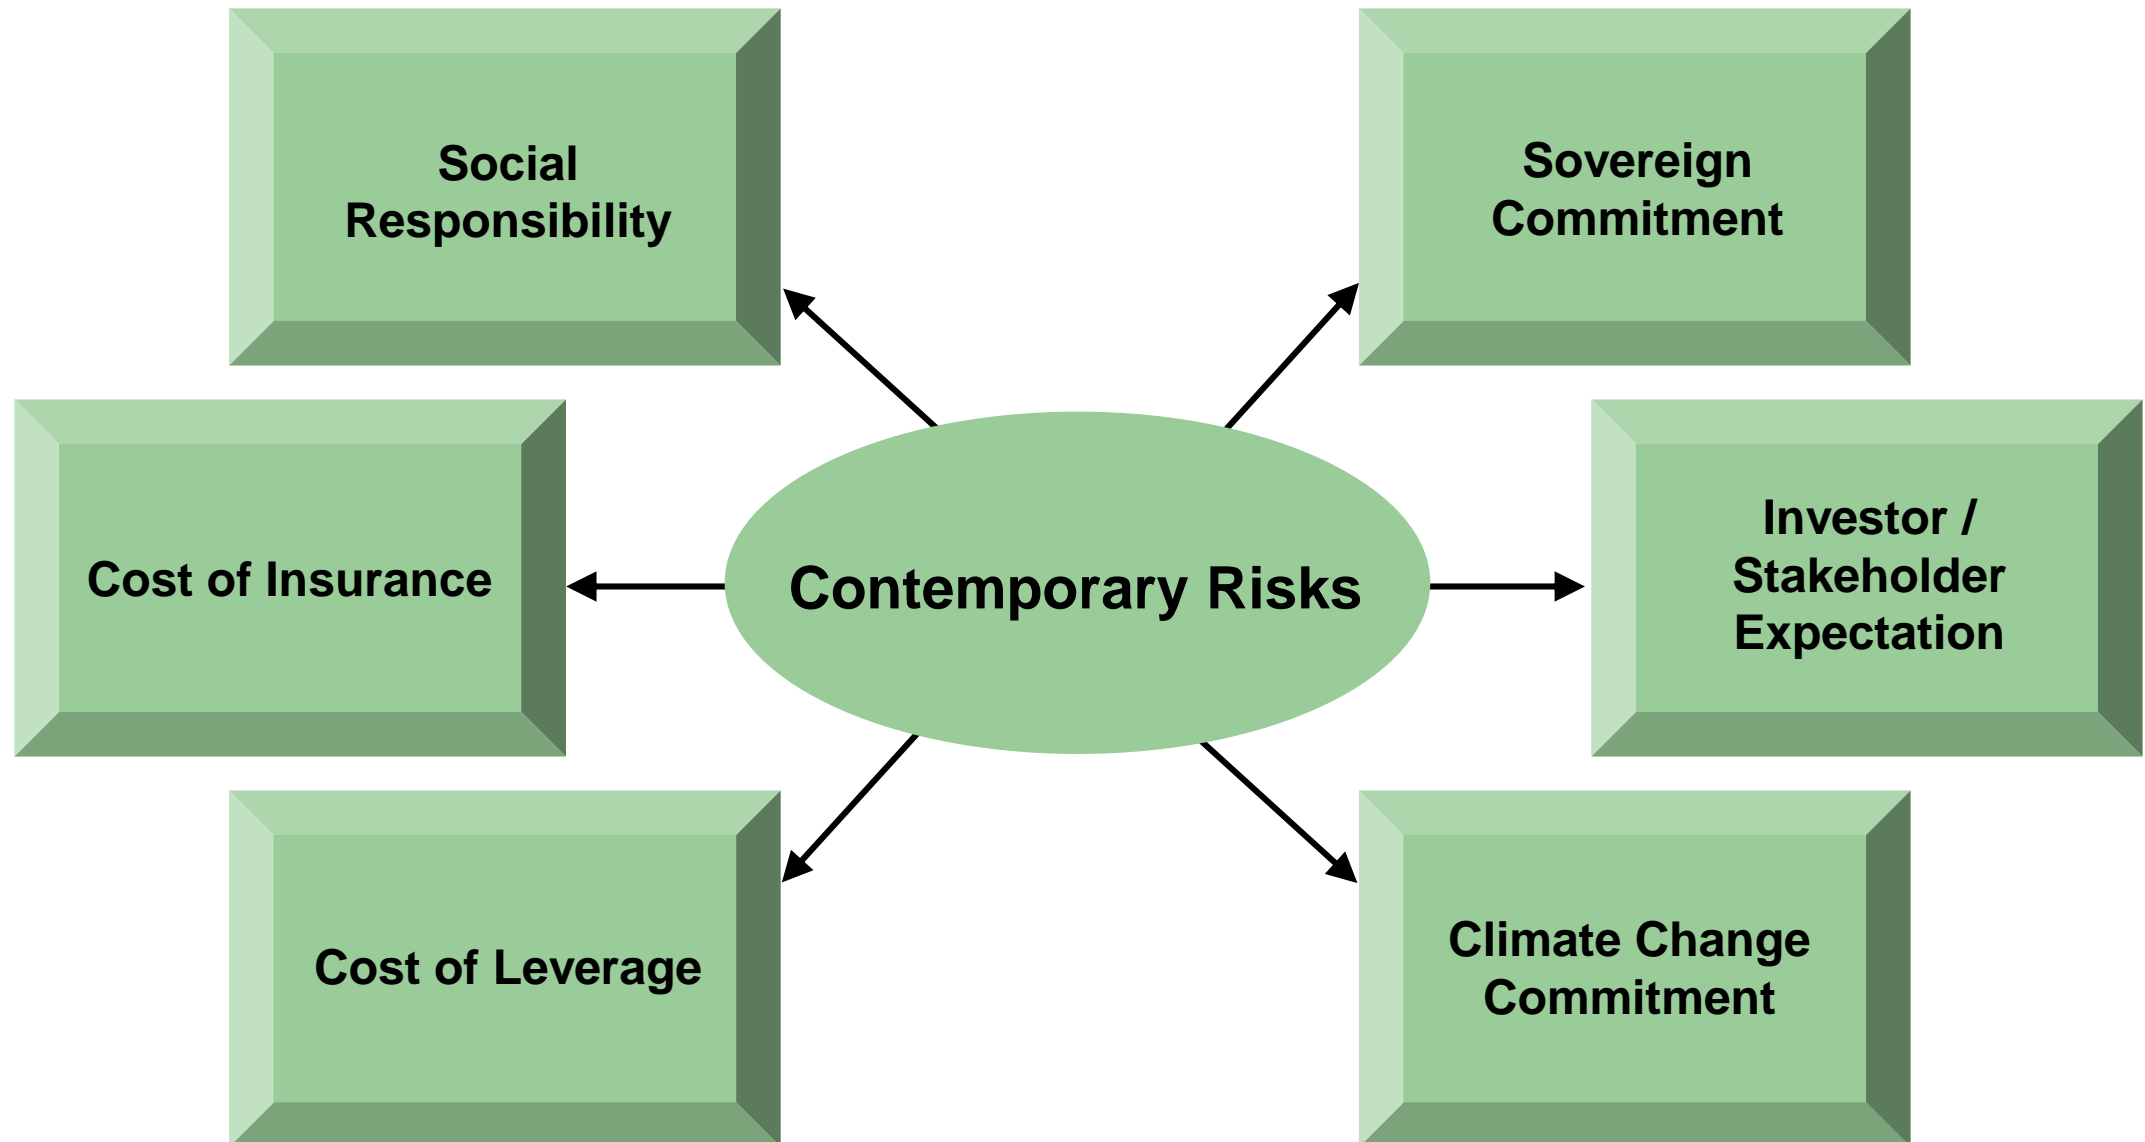 Social
Responsibility
Sovereign
Commitment
Cost of Insurance
Contemporary Risks
Investor /
Stakeholder
Expectation
Cost of Leverage
Climate Change
Commitment